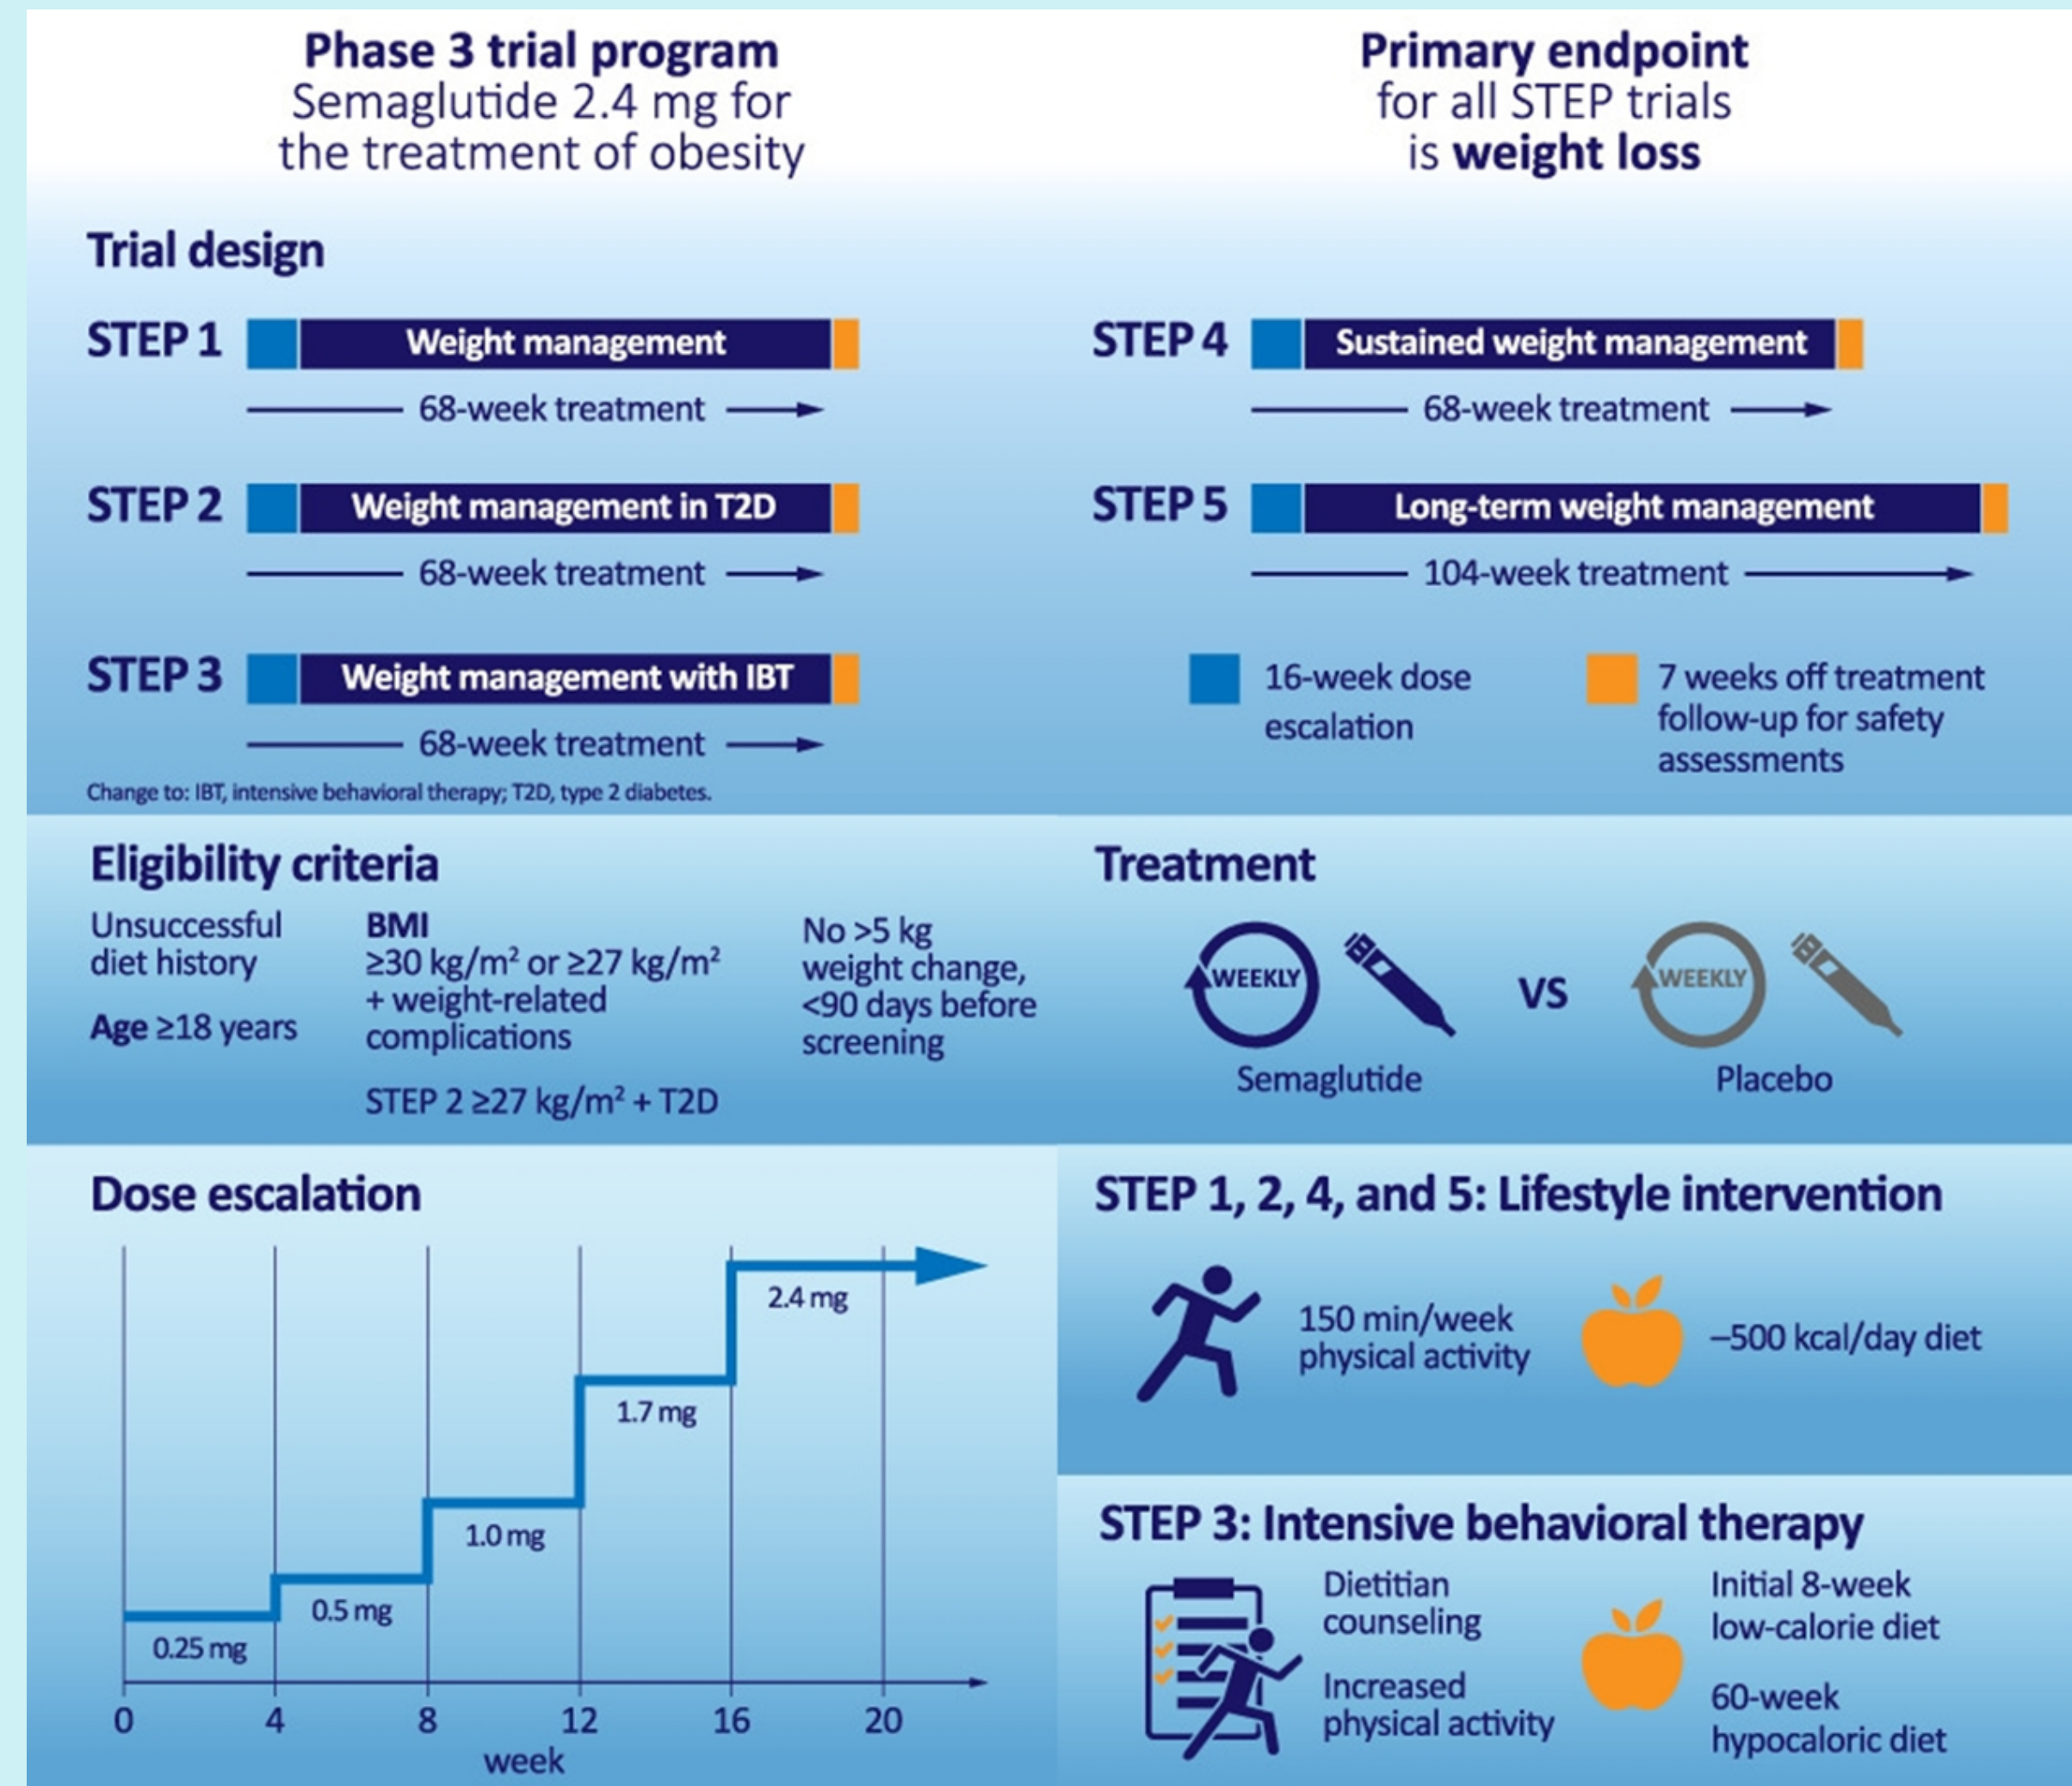 Phase 3 trial program
Semaglutide 2.4 mg for
the treatment of obesity
Primary endpoint
for all STEP trials
is weight loss
Trial design
STEP 1
Weight management
68-week treatment
STEP 2
Weight management in T2D
68-week treatment
STEP 3
Weight management with IBT
68-week treatment
Change to: IBT, intensive behavioral therapy; T2D, type 2 diabetes.
STEP 4
Sustained weight management
68-week treatment
STEP 5
Long-term weight management
104-week treatment
16-week dose
escalation
7 weeks off treatment
follow-up for safety
assessments
Eligibility criteria
Unsuccessful
diet history
Age ≥18 years
BMI
≥30 kg/m² or ≥27 kg/m²
+ weight-related
complications
STEP 2 ≥27 kg/m² + T2D
No >5 kg
weight change,
<90 days before
screening
Treatment
WEEKLY
Semaglutide
VS
WEEKLY
Placebo
Dose escalation
2.4 mg
1.7 mg
1.0 mg
0.5 mg
0.25 mg
0 4 8 12 16 20
week
STEP 1, 2, 4, and 5: Lifestyle intervention
150 min/week
physical activity
–500 kcal/day diet
STEP 3: Intensive behavioral therapy
Dietitian
counseling
Increased
physical activity
Initial 8-week
low-calorie diet
60-week
hypocaloric diet